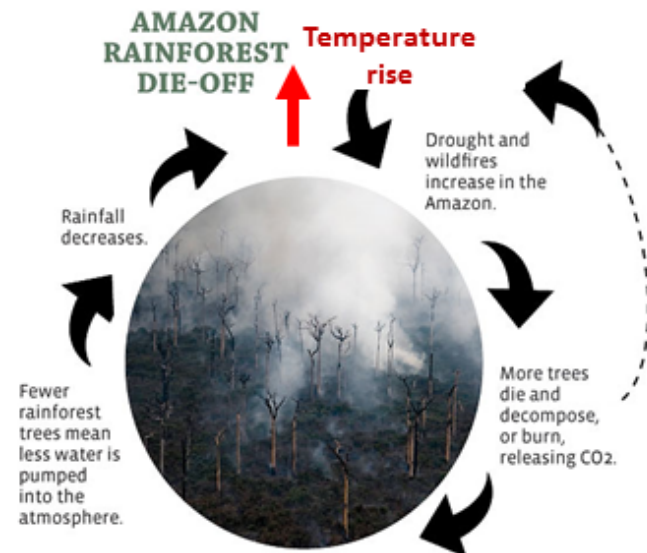 AMAZON
RAINFOREST
DIE-OFF
Temperature
rise
Drought and
wildfires
increase in the
Amazon.
More trees
die and
decompose,
or burn,
releasing CO2.
Fewer
rainforest
trees mean
less water is
pumped
into the
atmosphere.
Rainfall
decreases.